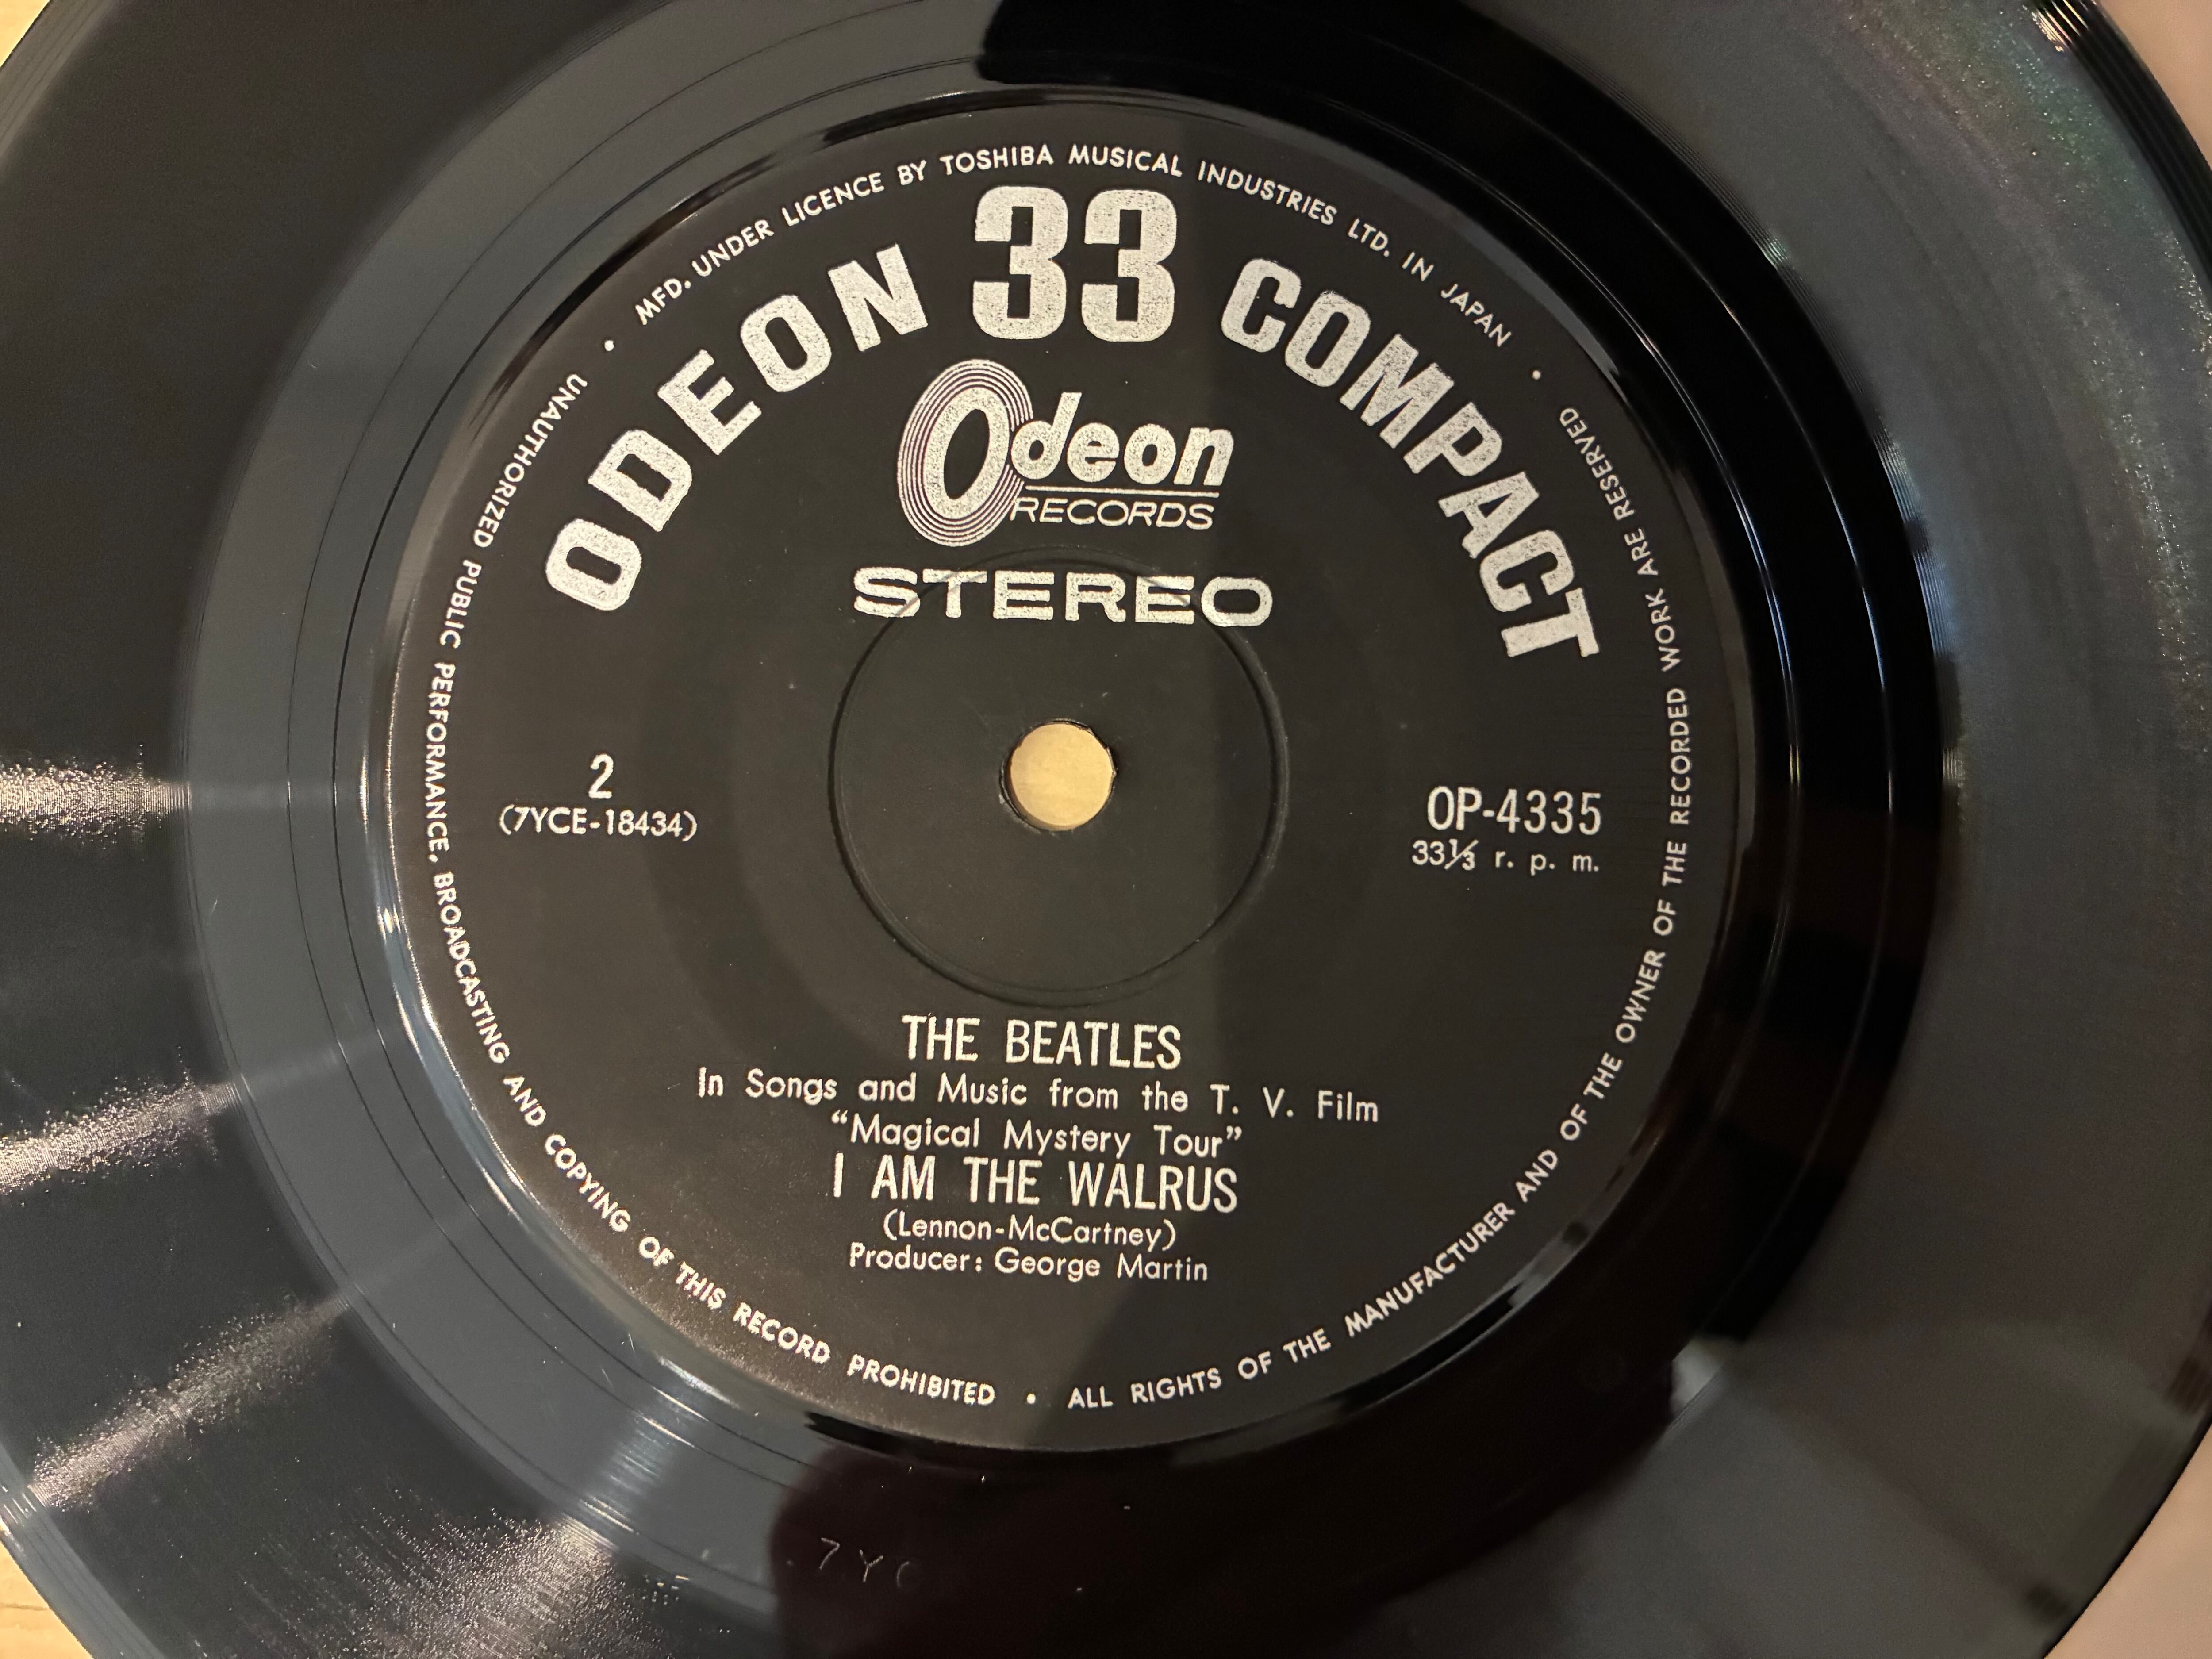 MFD. UNDER LICENCE BY TOSHIBA MUSICAL INDUSTRIES LTD. IN JAPAN •
ODEON 33 COMPACT
Odeon
RECORDS
STEREO
2
(7YCE-18434)
OP-4335
33⅓ r. p. m.
THE BEATLES
In Songs and Music from the T. V. Film
“Magical Mystery Tour”
I AM THE WALRUS
(Lennon-McCartney)
Producer: George Martin
• UNAUTHORIZED PUBLIC PERFORMANCE, BROADCASTING AND COPYING OF THIS RECORD PROHIBITED • ALL RIGHTS OF THE MANUFACTURER AND OF THE OWNER OF THE RECORDED WORK ARE RESERVED
7YC